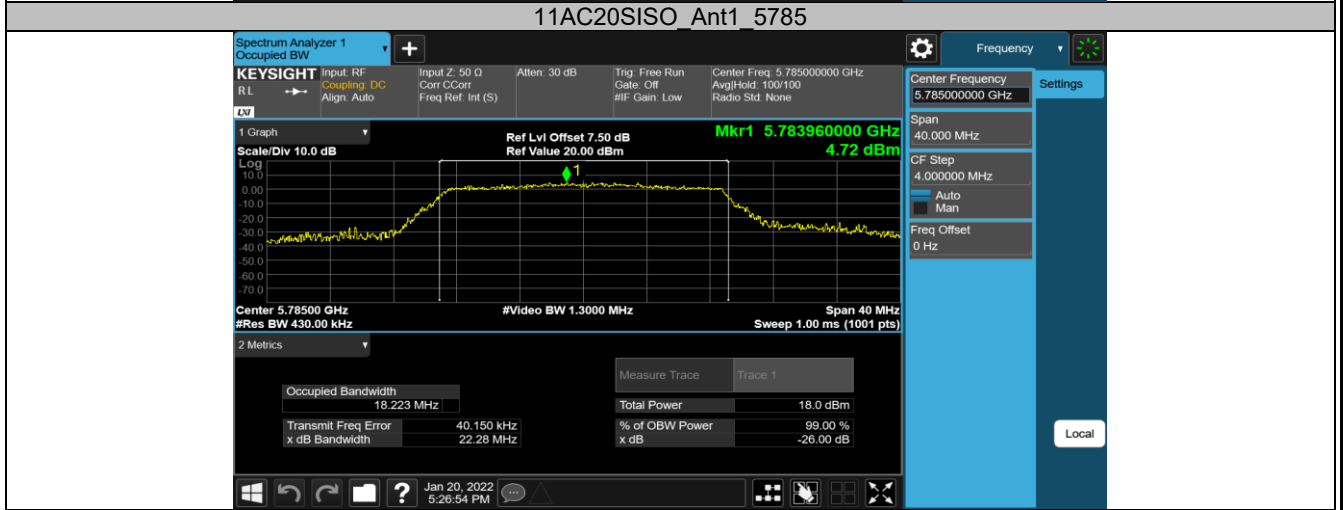 11AC20SISO_Ant1_5785
Spectrum Analyzer 1
Occupied BW
+
Frequency
KEYSIGHT
RL
LXI
Input: RF
Coupling: DC
Align: Auto
Input Z: 50 Ω
Corr CCorr
Freq Ref: Int (S)
Atten: 30 dB
Trig: Free Run
Gate: Off
#IF Gain: Low
Center Freq: 5.785000000 GHz
Avg|Hold: 100/100
Radio Std: None
Center Frequency
5.785000000 GHz
Settings
Span
40.000 MHz
CF Step
4.000000 MHz
Auto
Man
Freq Offset
0 Hz
1 Graph
Scale/Div 10.0 dB
Ref Lvl Offset 7.50 dB
Ref Value 20.00 dBm
Mkr1 5.783960000 GHz
4.72 dBm
Log
10.0
0.00
-10.0
-20.0
-30.0
-40.0
-50.0
-60.0
-70.0
1
Center 5.78500 GHz
#Res BW 430.00 kHz
#Video BW 1.3000 MHz
Span 40 MHz
Sweep 1.00 ms (1001 pts)
2 Metrics
Measure Trace Trace 1
Occupied Bandwidth
18.223 MHz
Total Power 18.0 dBm
Transmit Freq Error 40.150 kHz
% of OBW Power 99.00 %
x dB Bandwidth 22.28 MHz
x dB -26.00 dB
Local
?
Jan 20, 2022
5:26:54 PM